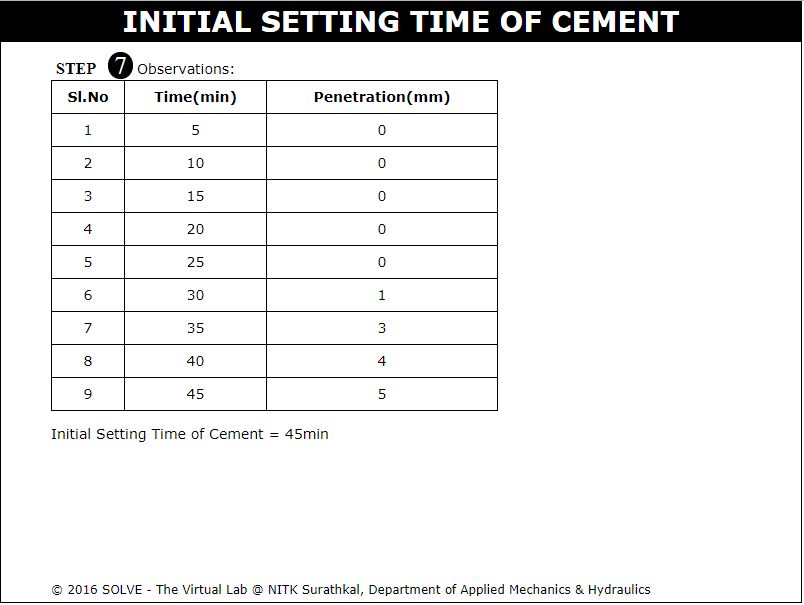 INITIAL SETTING TIME OF CEMENT
STEP 7 Observations:
Sl.No Time(min) Penetration(mm)
1 5 0
2 10 0
3 15 0
4 20 0
5 25 0
6 30 1
7 35 3
8 40 4
9 45 5
Initial Setting Time of Cement = 45min
© 2016 SOLVE - The Virtual Lab @ NITK Surathkal, Department of Applied Mechanics & Hydraulics